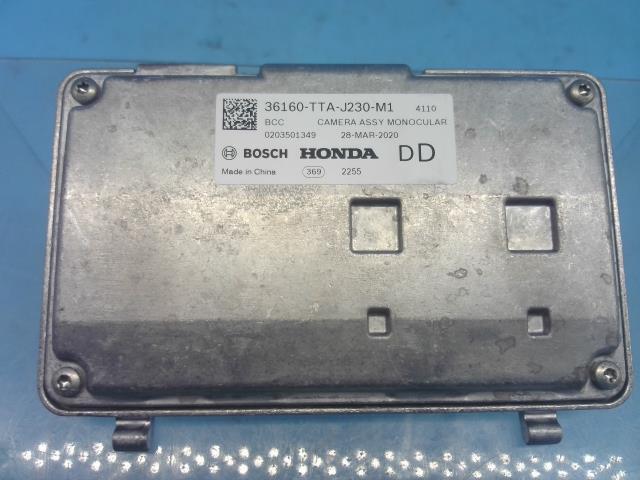 36160-TTA-J230-M1 4110
BCC CAMERA ASSY MONOCULAR
0203501349 28-MAR-2020
BOSCH HONDA DD
Made in China 369 2255